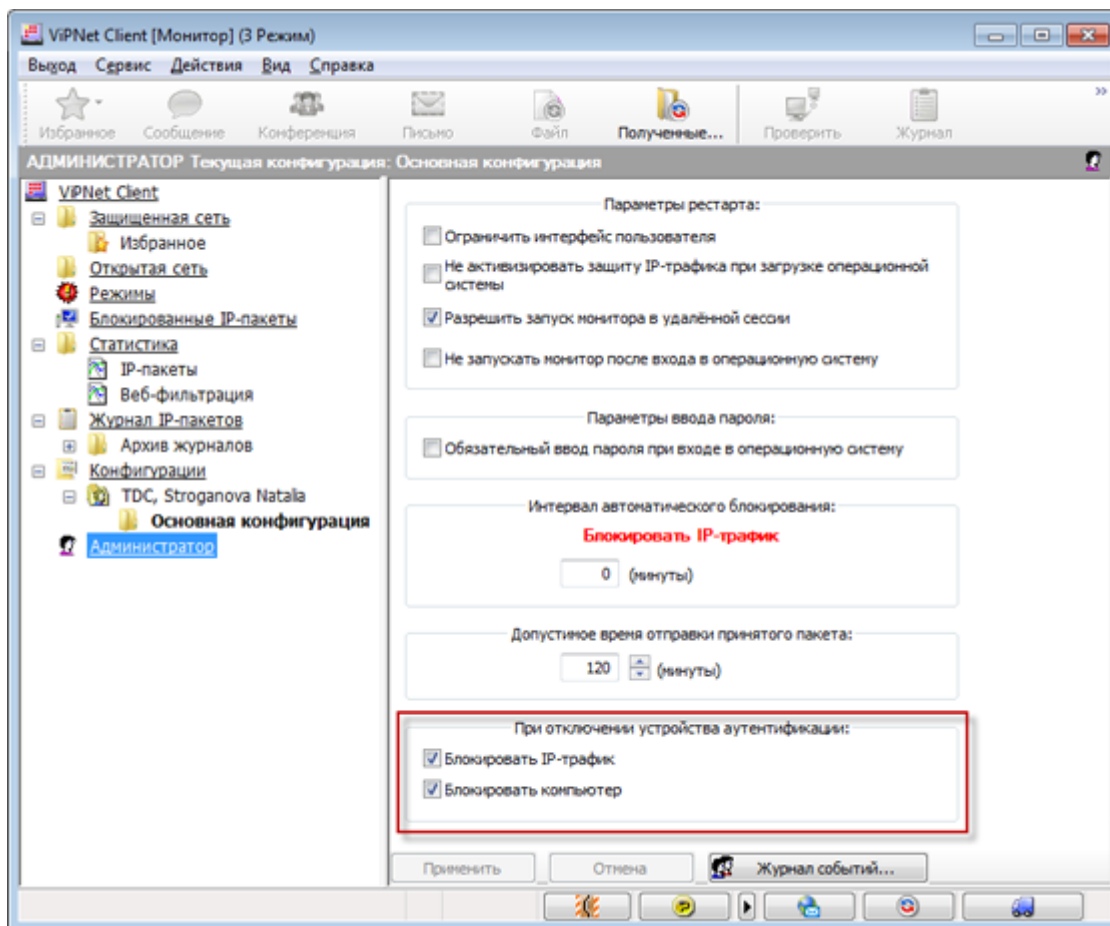 ViPNet Client [Монитор] (3 Режим)
Выход Сервис Действия Вид Справка
Избранное Сообщение Конференция Письмо Файл Полученные... Проверить Журнал
АДМИНИСТРАТОР Текущая конфигурация: Основная конфигурация
ViPNet Client
Защищенная сеть
Избранное
Открытая сеть
Режимы
Блокированные IP-пакеты
Статистика
IP-пакеты
Веб-фильтрация
Журнал IP-пакетов
Архив журналов
Конфигурации
TDC, Stroganova Natalia
Основная конфигурация
Администратор
Параметры рестарта:
Ограничить интерфейс пользователя
Не активизировать защиту IP-трафика при загрузке операционной
системы
Разрешить запуск монитора в удалённой сессии
Не запускать монитор после входа в операционную систему
Параметры ввода пароля:
Обязательный ввод пароля при входе в операционную систему
Интервал автоматического блокирования:
Блокировать IP-трафик
0 (минуты)
Допустимое время отправки принятого пакета:
120 (минуты)
При отключении устройства аутентификации:
Блокировать IP-трафик
Блокировать компьютер
Применить Отмена Журнал событий...